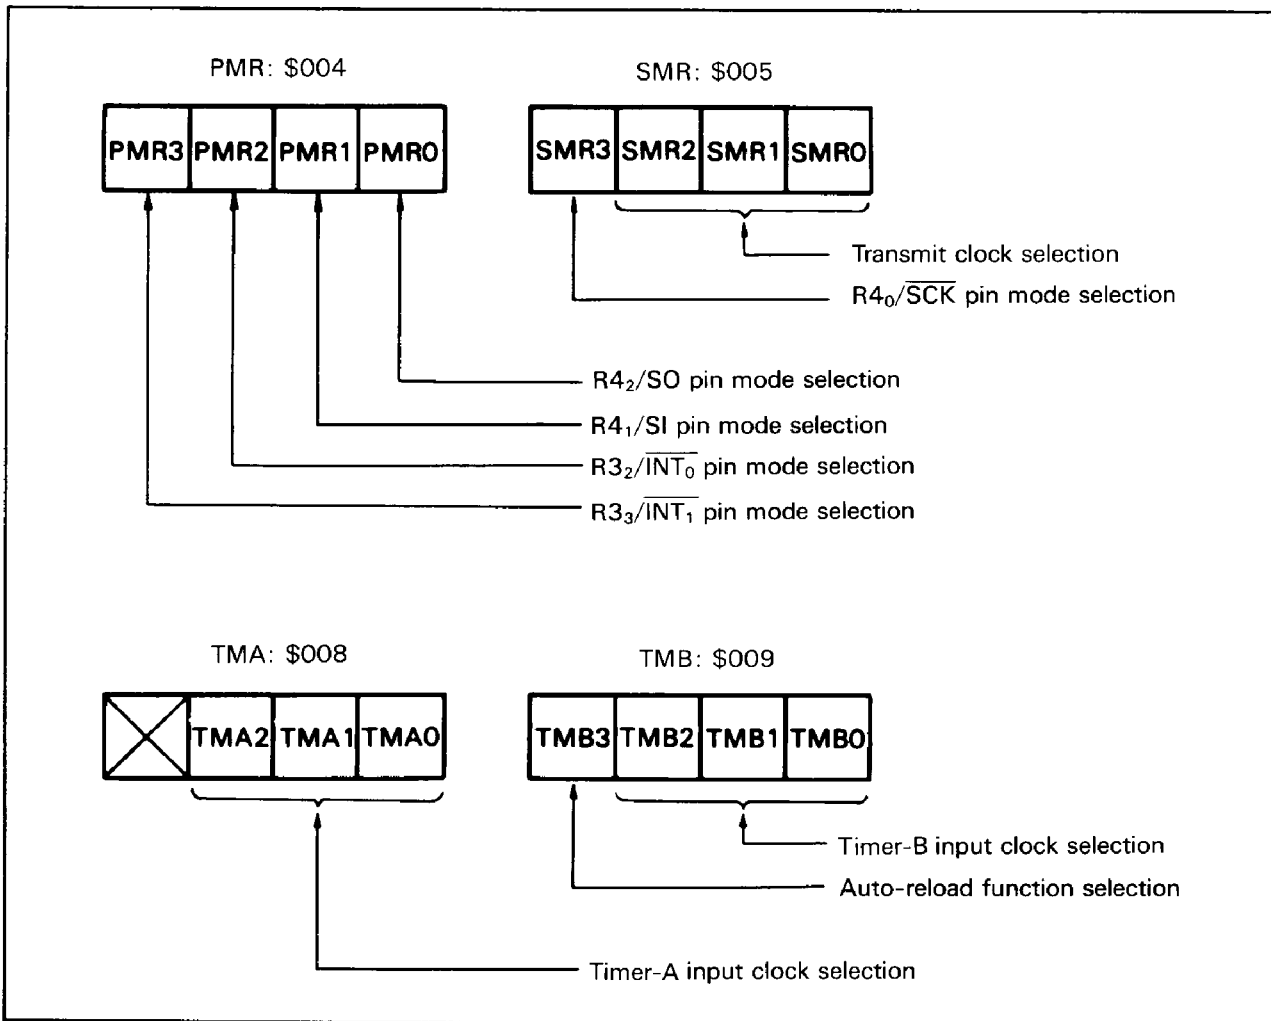 PMR: $004
PMR3 PMR2 PMR1 PMR0
R4₂/SO pin mode selection
R4₁/SI pin mode selection
R3₂/I̅N̅T̅₀̅ pin mode selection
R3₃/I̅N̅T̅₁̅ pin mode selection
SMR: $005
SMR3 SMR2 SMR1 SMR0
Transmit clock selection
R4₀/S̅C̅K̅ pin mode selection
TMA: $008
TMA2 TMA1 TMA0
Timer-A input clock selection
TMB: $009
TMB3 TMB2 TMB1 TMB0
Timer-B input clock selection
Auto-reload function selection